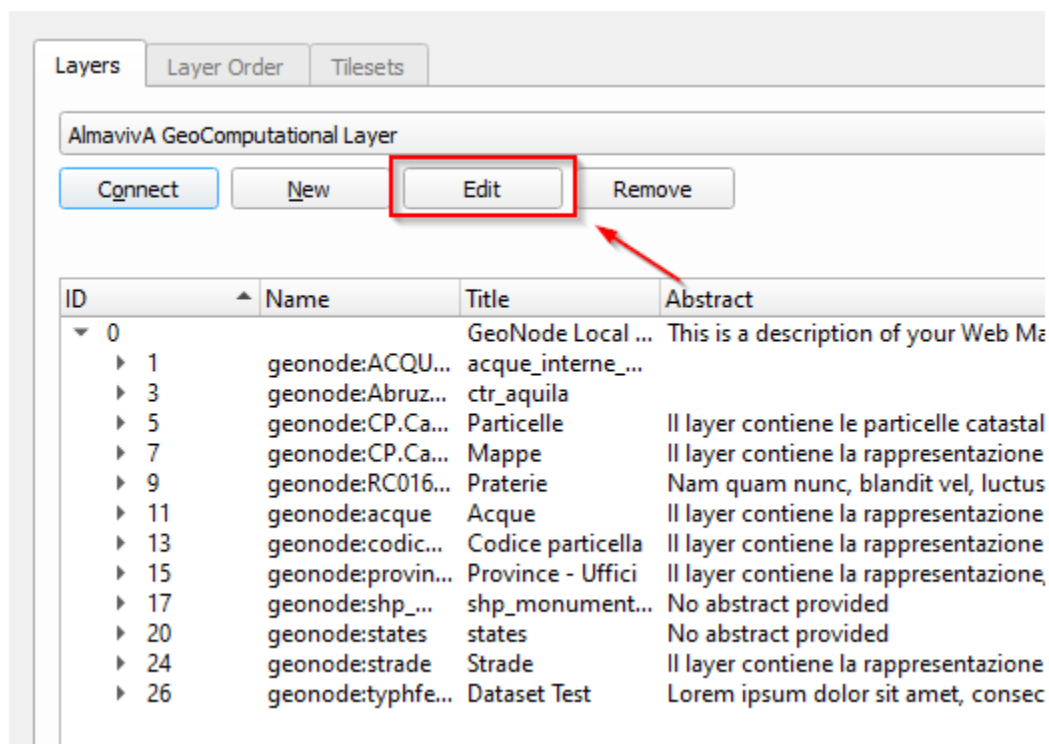 Layers Layer Order Tilesets
AlmavivA GeoComputational Layer
Connect New Edit Remove
ID Name Title Abstract
0 GeoNode Local ... This is a description of your Web Ma
1 geonode:ACQU... acque_interne_...
3 geonode:Abruz... ctr_aquila
5 geonode:CP.Ca... Particelle Il layer contiene le particelle catastal
7 geonode:CP.Ca... Mappe Il layer contiene la rappresentazione
9 geonode:RC016... Praterie Nam quam nunc, blandit vel, luctus
11 geonode:acque Acque Il layer contiene la rappresentazione
13 geonode:codic... Codice particella Il layer contiene la rappresentazione
15 geonode:provin... Province - Uffici Il layer contiene la rappresentazione,
17 geonode:shp_... shp_monument... No abstract provided
20 geonode:states states No abstract provided
24 geonode:strade Strade Il layer contiene la rappresentazione
26 geonode:typhfe... Dataset Test Lorem ipsum dolor sit amet, consec